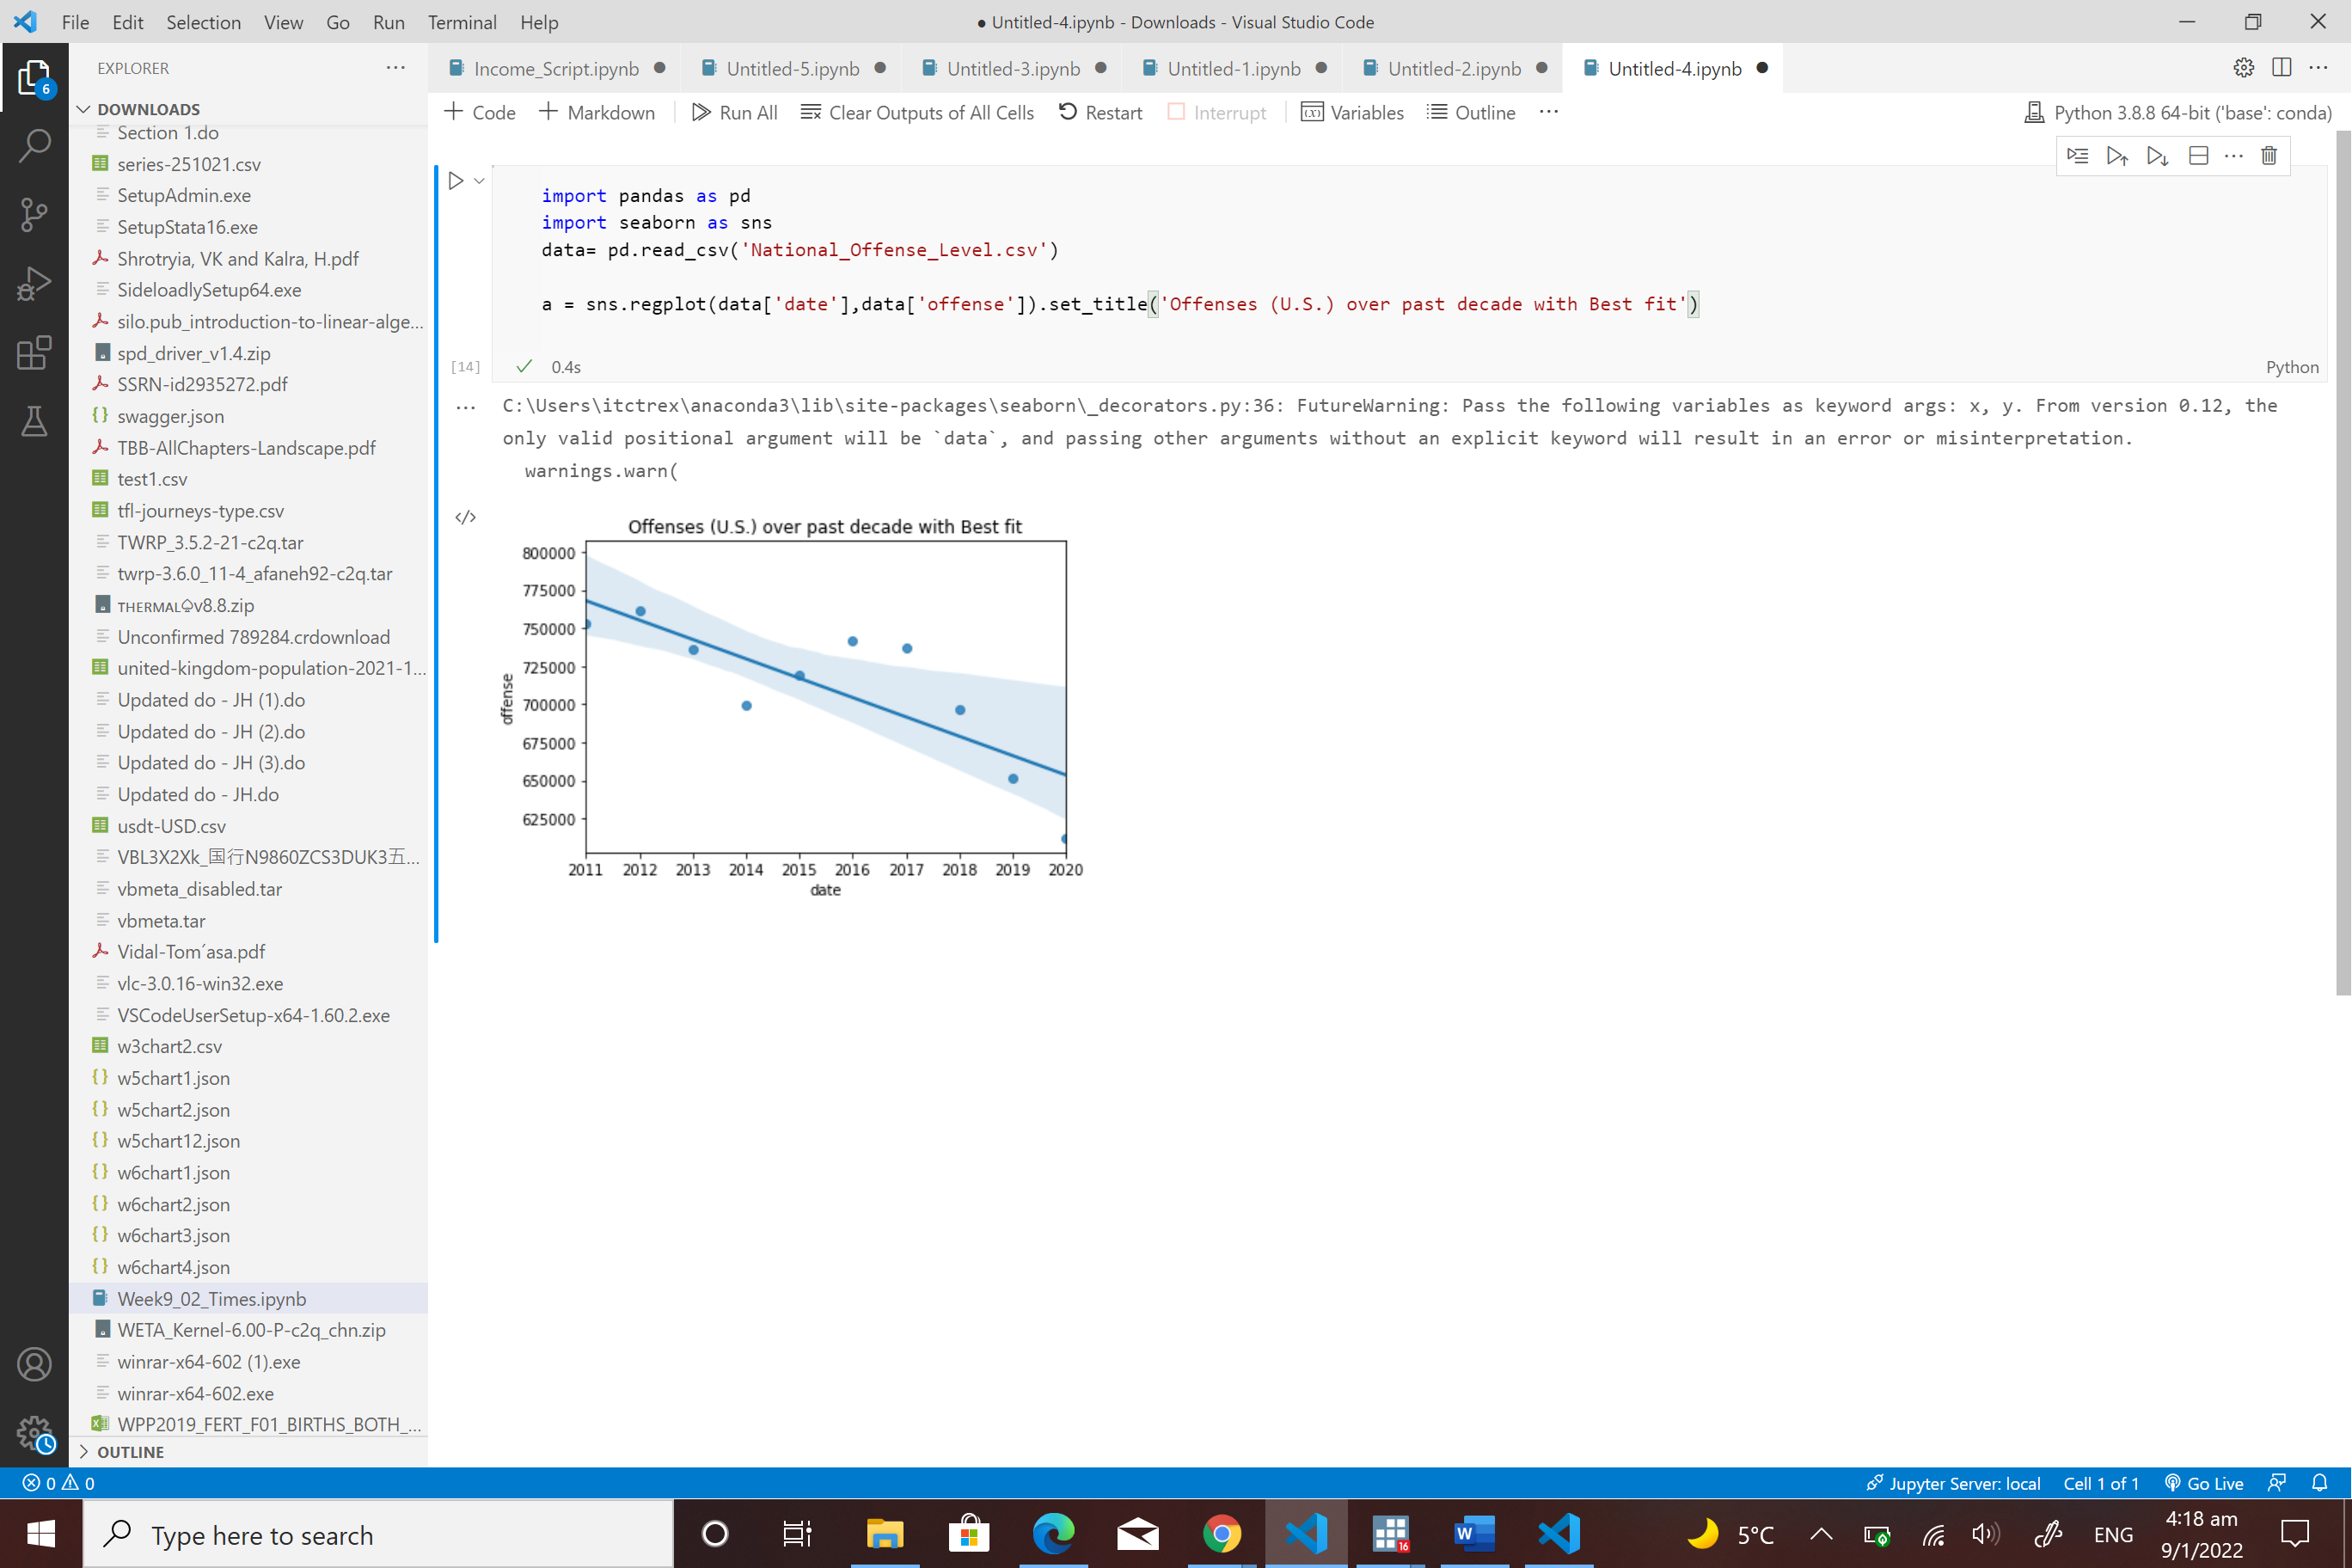 File Edit Selection View Go Run Terminal Help
● Untitled-4.ipynb - Downloads - Visual Studio Code
EXPLORER
DOWNLOADS
Section 1.do
series-251021.csv
SetupAdmin.exe
SetupStata16.exe
Shrotryia, VK and Kalra, H.pdf
SideloadlySetup64.exe
silo.pub_introduction-to-linear-alge...
spd_driver_v1.4.zip
SSRN-id2935272.pdf
swagger.json
TBB-AllChapters-Landscape.pdf
test1.csv
tfl-journeys-type.csv
TWRP_3.5.2-21-c2q.tar
twrp-3.6.0_11-4_afaneh92-c2q.tar
ᴛʜᴇʀᴍᴀʟ♤v8.8.zip
Unconfirmed 789284.crdownload
united-kingdom-population-2021-1...
Updated do - JH (1).do
Updated do - JH (2).do
Updated do - JH (3).do
Updated do - JH.do
usdt-USD.csv
VBL3X2Xk_国行N9860ZCS3DUK3五...
vbmeta_disabled.tar
vbmeta.tar
Vidal-Tom´asa.pdf
vlc-3.0.16-win32.exe
VSCodeUserSetup-x64-1.60.2.exe
w3chart2.csv
w5chart1.json
w5chart2.json
w5chart12.json
w6chart1.json
w6chart2.json
w6chart3.json
w6chart4.json
Week9_02_Times.ipynb
WETA_Kernel-6.00-P-c2q_chn.zip
winrar-x64-602 (1).exe
winrar-x64-602.exe
WPP2019_FERT_F01_BIRTHS_BOTH_...
OUTLINE
Income_Script.ipynb ● Untitled-5.ipynb ● Untitled-3.ipynb ● Untitled-1.ipynb ● Untitled-2.ipynb ● Untitled-4.ipynb ●
+ Code + Markdown Run All Clear Outputs of All Cells Restart Interrupt Variables Outline ... Python 3.8.8 64-bit ('base': conda)
import pandas as pd
import seaborn as sns
data= pd.read_csv('National_Offense_Level.csv')
a = sns.regplot(data['date'],data['offense']).set_title('Offenses (U.S.) over past decade with Best fit')
[14] ✓ 0.4s Python
C:\Users\itctrex\anaconda3\lib\site-packages\seaborn\_decorators.py:36: FutureWarning: Pass the following variables as keyword args: x, y. From version 0.12, the
only valid positional argument will be `data`, and passing other arguments without an explicit keyword will result in an error or misinterpretation.
warnings.warn(
Offenses (U.S.) over past decade with Best fit
800000
775000
750000
725000
700000
675000
650000
625000
offense
2011 2012 2013 2014 2015 2016 2017 2018 2019 2020
date
6
0 0 Jupyter Server: local Cell 1 of 1 Go Live
Type here to search
16
5°C ENG
4:18 am
9/1/2022